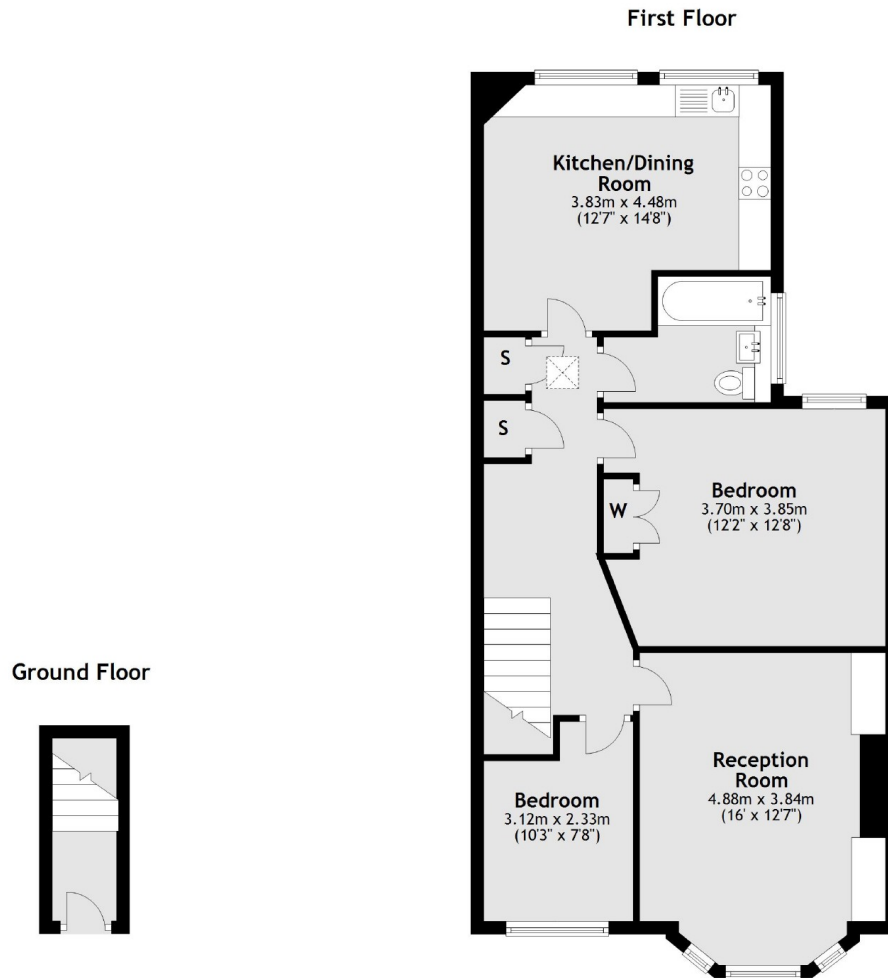 First Floor
Kitchen/Dining
Room
3.83m x 4.48m
(12'7" x 14'8")
S
S
Bedroom
3.70m x 3.85m
(12'2" x 12'8")
W
Ground Floor
Reception
Room
4.88m x 3.84m
(16' x 12'7")
Bedroom
3.12m x 2.33m
(10'3" x 7'8")